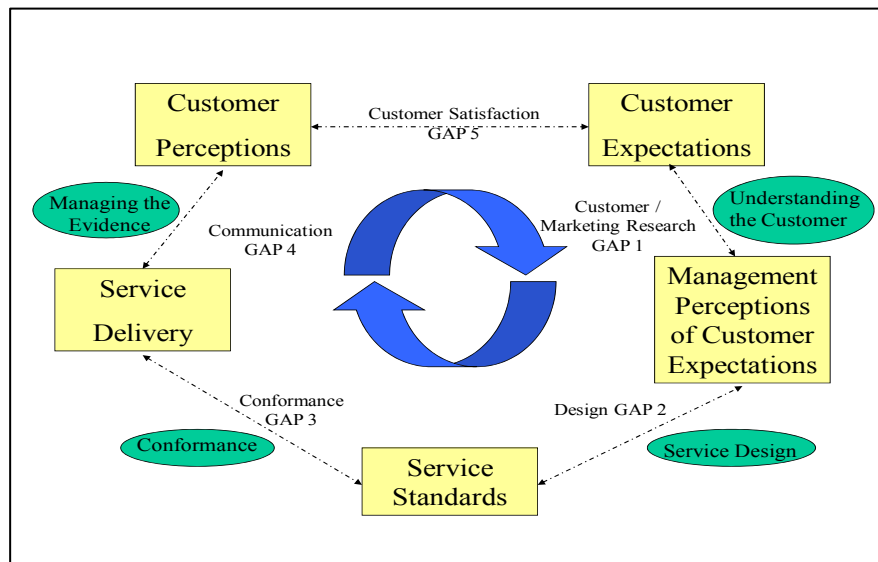 Customer
Perceptions
Customer Satisfaction
GAP 5
Customer
Expectations
Managing the
Evidence
Communication
GAP 4
Customer /
Marketing Research
GAP 1
Understanding
the Customer
Service
Delivery
Management
Perceptions
of Customer
Expectations
Conformance
GAP 3
Design GAP 2
Conformance
Service Design
Service
Standards